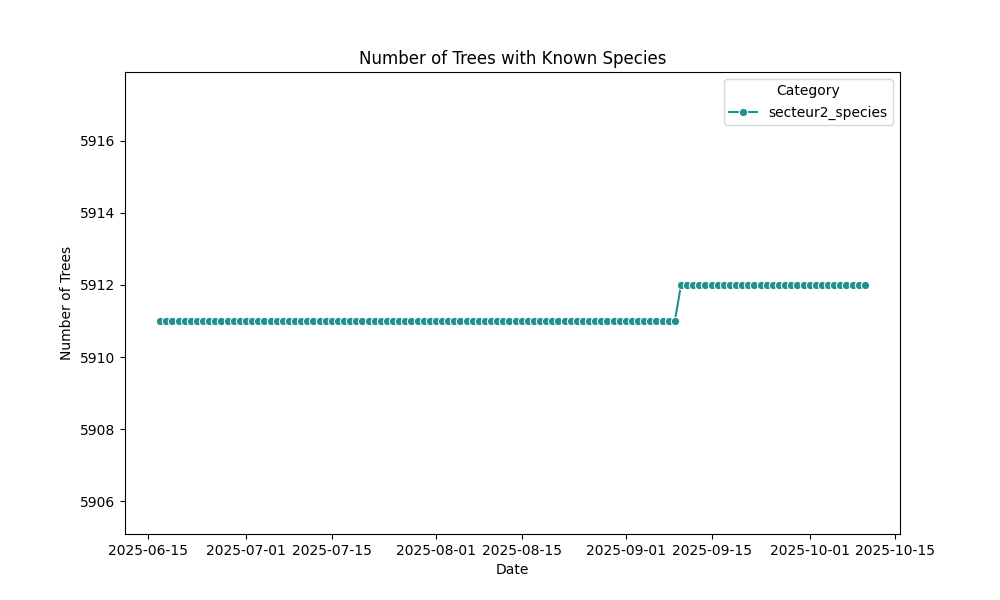 Number of Trees with Known Species
Category
secteur2_species
Number of Trees
5916
5914
5912
5910
5908
5906
2025-06-15 2025-07-01 2025-07-15 2025-08-01 2025-08-15 2025-09-01 2025-09-15 2025-10-01 2025-10-15
Date